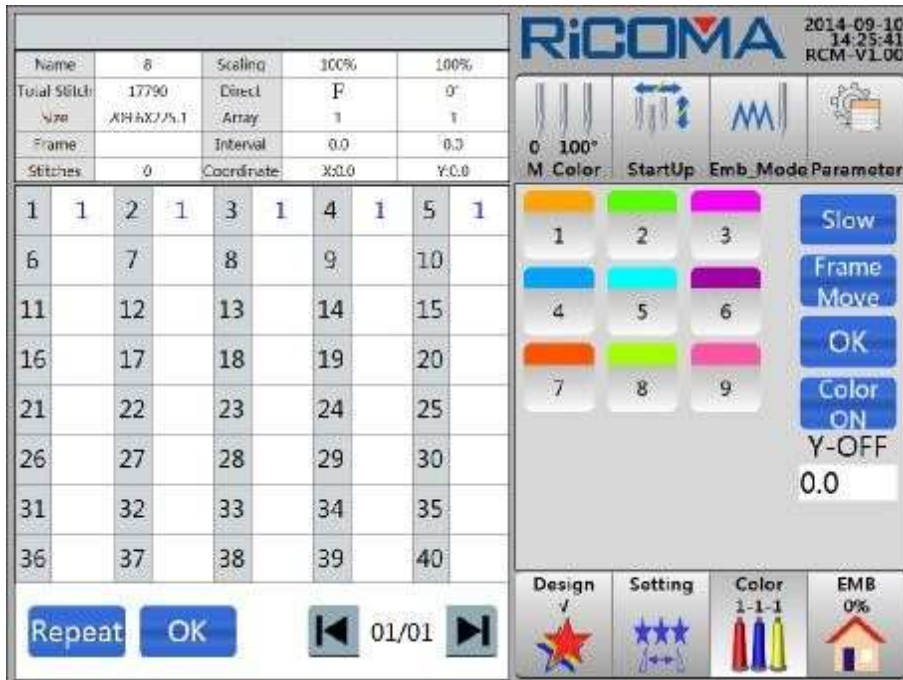 RiCOMA
2014-09-10
14:25:41
RCM-V1.00
Name 8 Scaling 100% 100%
Total Stitch 17790 Direct F 0°
Size Array 1 1
Frame Interval 0.0 0.0
Stitches 0 Coordinate X:0.0 Y:0.0
0 100°
M_Color StartUp Emb_Mode Parameter
1 1 2 1 3 1 4 1 5 1
6 7 8 9 10
11 12 13 14 15
16 17 18 19 20
21 22 23 24 25
26 27 28 29 30
31 32 33 34 35
36 37 38 39 40
Repeat OK 01/01
1 2 3
4 5 6
7 8 9
Slow
Frame
Move
OK
Color
ON
Y-OFF
0.0
Design Setting Color EMB
√ 1-1-1 0%